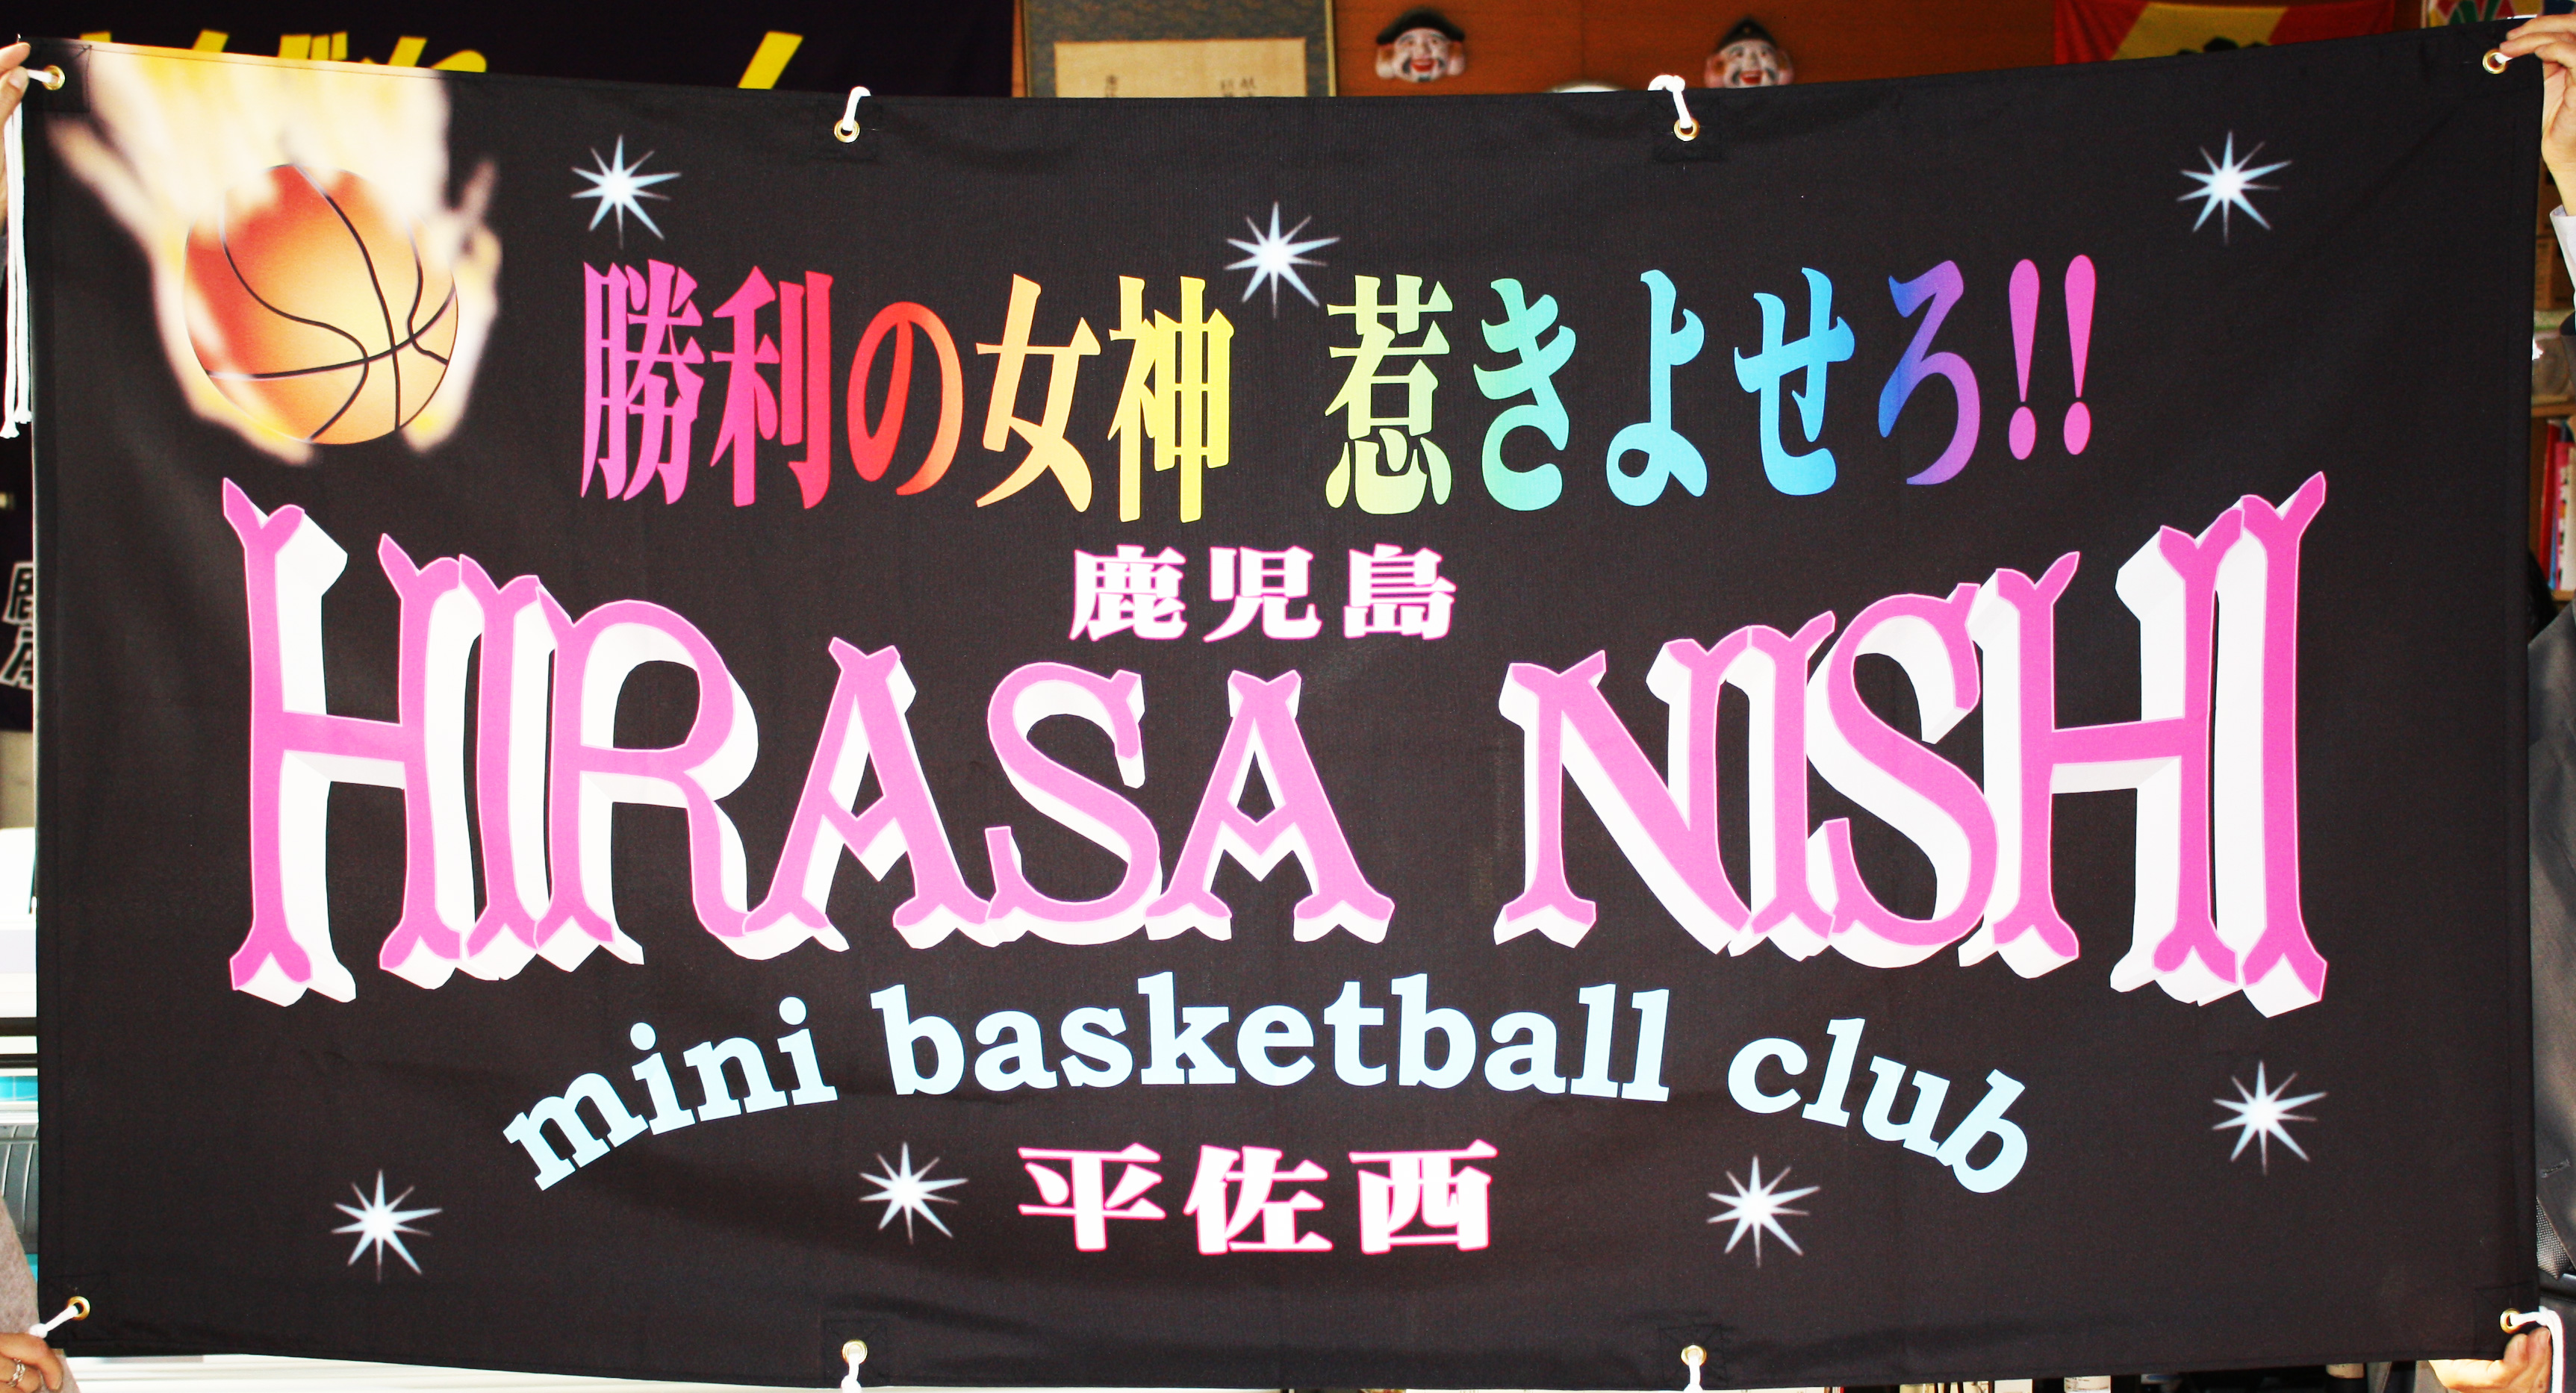 勝利の女神 惹きよせろ!!
鹿児島
HIRASA NISHI
mini basketball club
平佐西